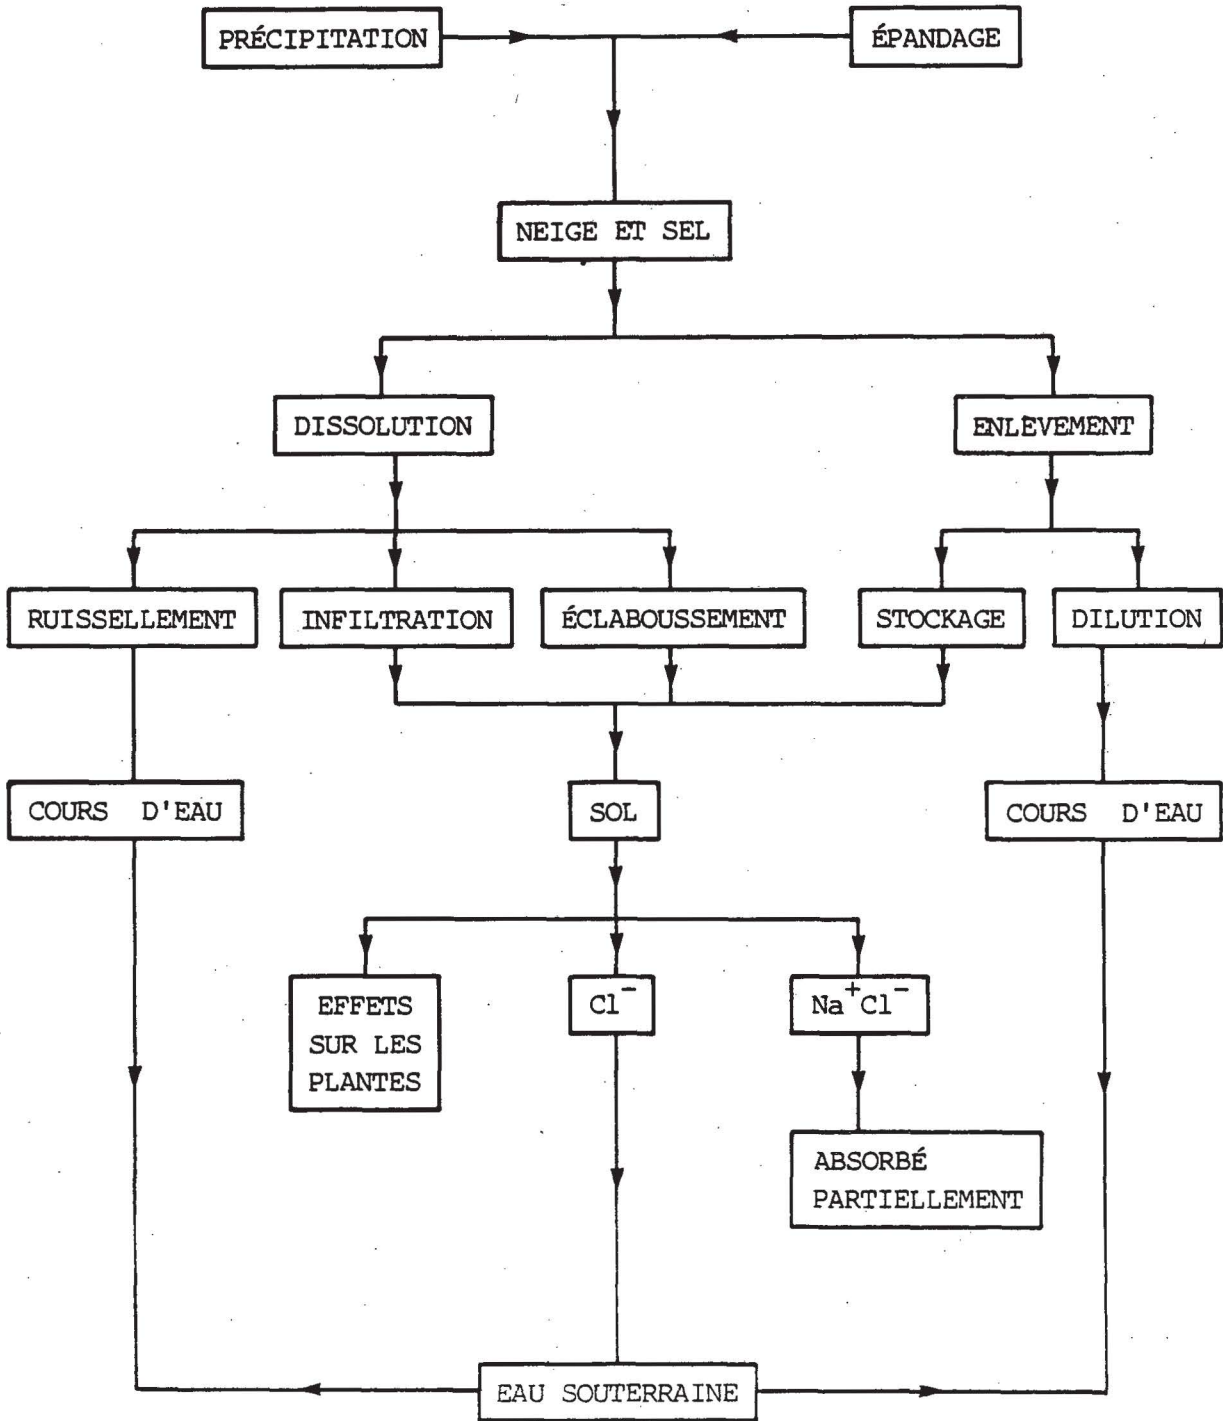 PRÉCIPITATION
ÉPANDAGE
NEIGE ET SEL
DISSOLUTION
ENLÈVEMENT
RUISSELLEMENT
INFILTRATION
ÉCLABOUSSEMENT
STOCKAGE
DILUTION
COURS D'EAU
SOL
COURS D'EAU
EFFETS
SUR LES
PLANTES
Cl⁻
Na⁺Cl⁻
ABSORBÉ
PARTIELLEMENT
EAU SOUTERRAINE